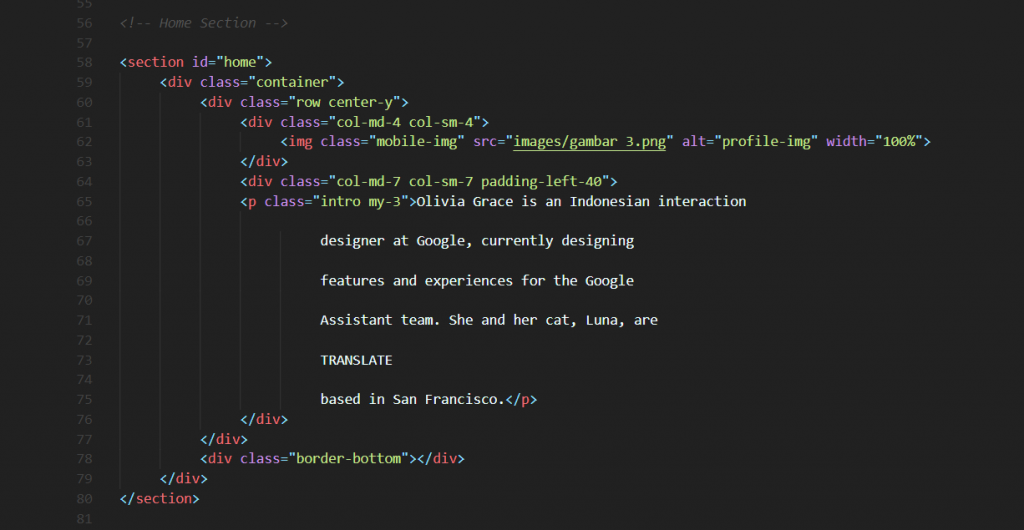 55
56 <!-- Home Section -->
57
58 <section id="home">
59 <div class="container">
60 <div class="row center-y">
61 <div class="col-md-4 col-sm-4">
62 <img class="mobile-img" src="images/gambar 3.png" alt="profile-img" width="100%">
63 </div>
64 <div class="col-md-7 col-sm-7 padding-left-40">
65 <p class="intro my-3">Olivia Grace is an Indonesian interaction
66
67 designer at Google, currently designing
68
69 features and experiences for the Google
70
71 Assistant team. She and her cat, Luna, are
72
73 TRANSLATE
74
75 based in San Francisco.</p>
76 </div>
77 </div>
78 <div class="border-bottom"></div>
79 </div>
80 </section>
81